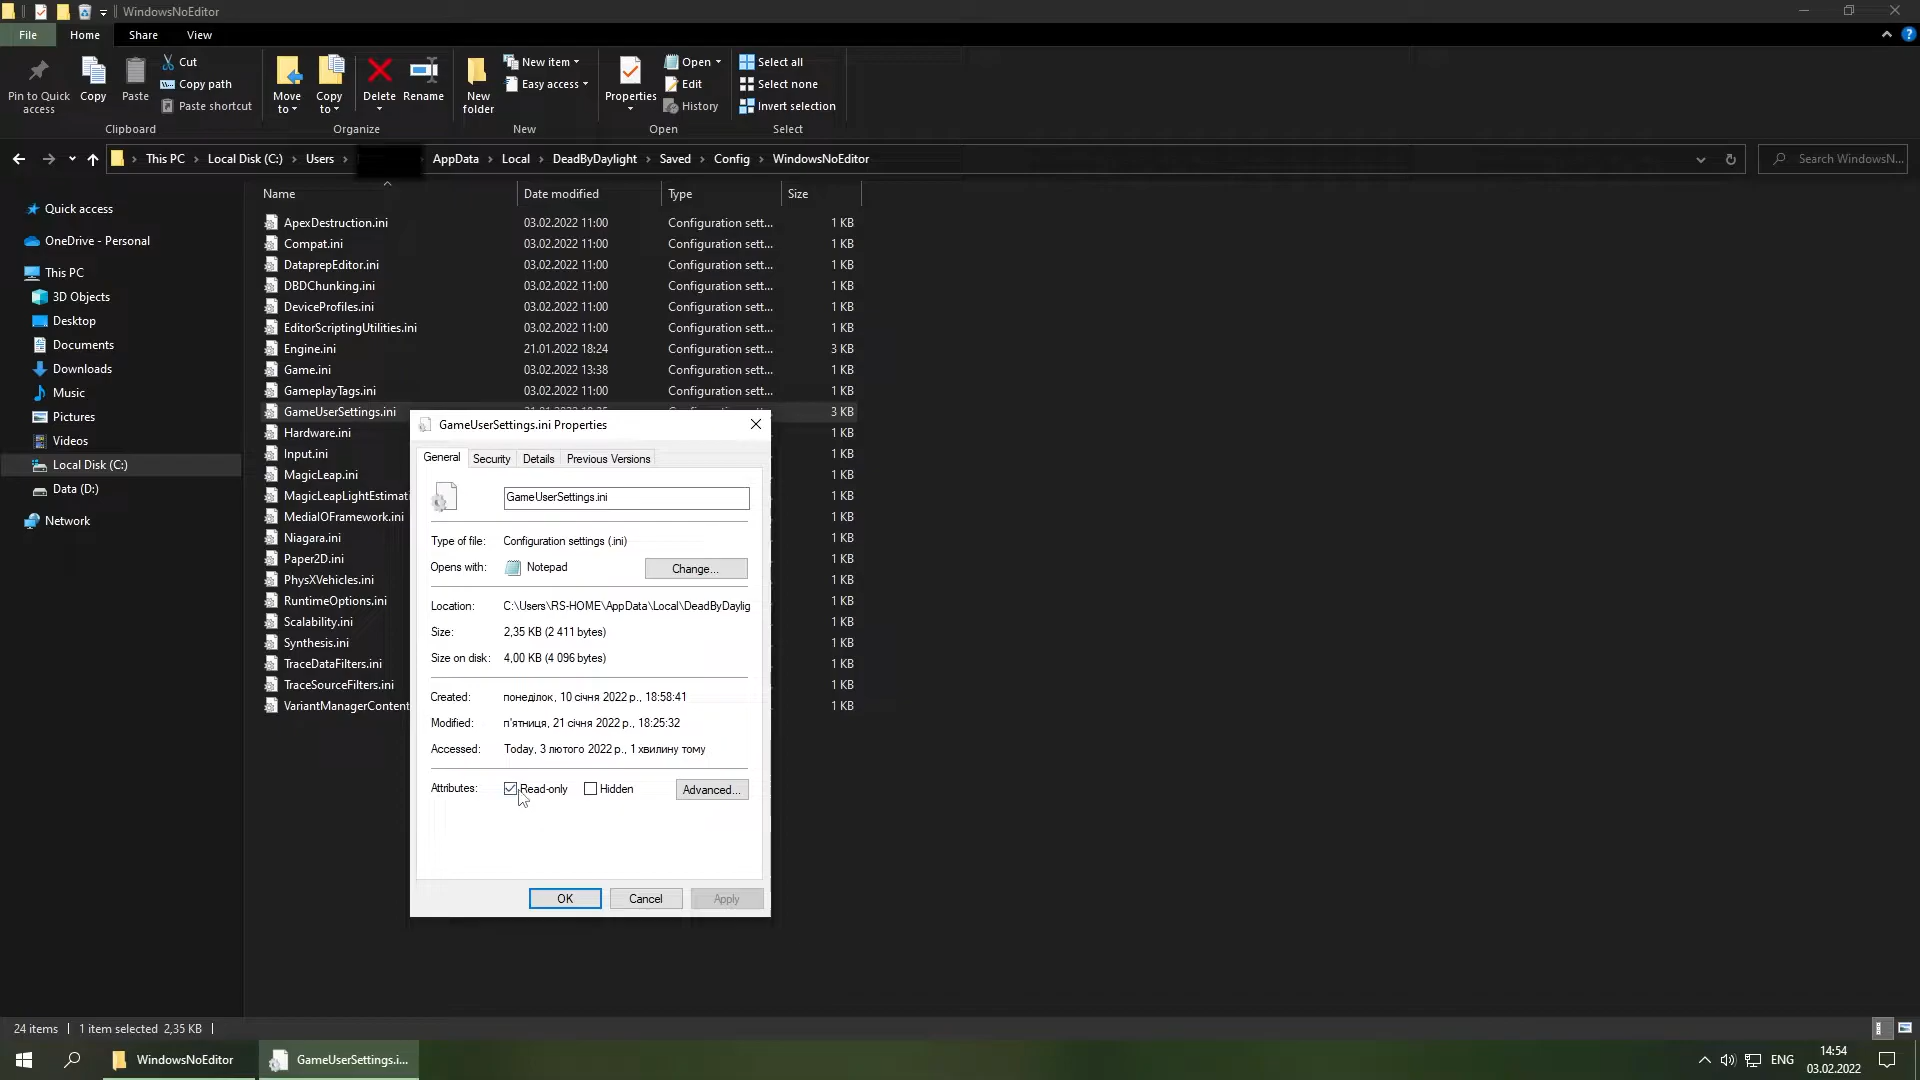 WindowsNoEditor
File Home Share View
Pin to Quick access
Copy
Paste
Cut
Copy path
Paste shortcut
Clipboard
Move to
Copy to
Delete
Rename
Organize
New folder
New item
Easy access
New
Properties
Open
Edit
History
Open
Select all
Select none
Invert selection
Select
This PC › Local Disk (C:) › Users › AppData › Local › DeadByDaylight › Saved › Config › WindowsNoEditor
Search WindowsN...
Quick access
OneDrive - Personal
This PC
3D Objects
Desktop
Documents
Downloads
Music
Pictures
Videos
Local Disk (C:)
Data (D:)
Network
Name Date modified Type Size
ApexDestruction.ini 03.02.2022 11:00 Configuration sett... 1 KB
Compat.ini 03.02.2022 11:00 Configuration sett... 1 KB
DataprepEditor.ini 03.02.2022 11:00 Configuration sett... 1 KB
DBDChunking.ini 03.02.2022 11:00 Configuration sett... 1 KB
DeviceProfiles.ini 03.02.2022 11:00 Configuration sett... 1 KB
EditorScriptingUtilities.ini 03.02.2022 11:00 Configuration sett... 1 KB
Engine.ini 21.01.2022 18:24 Configuration sett... 3 KB
Game.ini 03.02.2022 13:38 Configuration sett... 1 KB
GameplayTags.ini 03.02.2022 11:00 Configuration sett... 1 KB
GameUserSettings.ini 3 KB
Hardware.ini 1 KB
Input.ini 1 KB
MagicLeap.ini 1 KB
MagicLeapLightEstimati 1 KB
MediaIOFramework.ini 1 KB
Niagara.ini 1 KB
Paper2D.ini 1 KB
PhysXVehicles.ini 1 KB
RuntimeOptions.ini 1 KB
Scalability.ini 1 KB
Synthesis.ini 1 KB
TraceDataFilters.ini 1 KB
TraceSourceFilters.ini 1 KB
VariantManagerContent 1 KB
GameUserSettings.ini Properties
General Security Details Previous Versions
GameUserSettings.ini
Type of file: Configuration settings (.ini)
Opens with: Notepad Change...
Location: C:\Users\RS-HOME\AppData\Local\DeadByDaylig
Size: 2,35 KB (2 411 bytes)
Size on disk: 4,00 KB (4 096 bytes)
Created: понеділок, 10 січня 2022 р., 18:58:41
Modified: п'ятниця, 21 січня 2022 р., 18:25:32
Accessed: Today, 3 лютого 2022 р., 1 хвилину тому
Attributes: Read-only Hidden Advanced...
OK Cancel Apply
24 items 1 item selected 2,35 KB
WindowsNoEditor
GameUserSettings.i...
ENG
14:54
03.02.2022